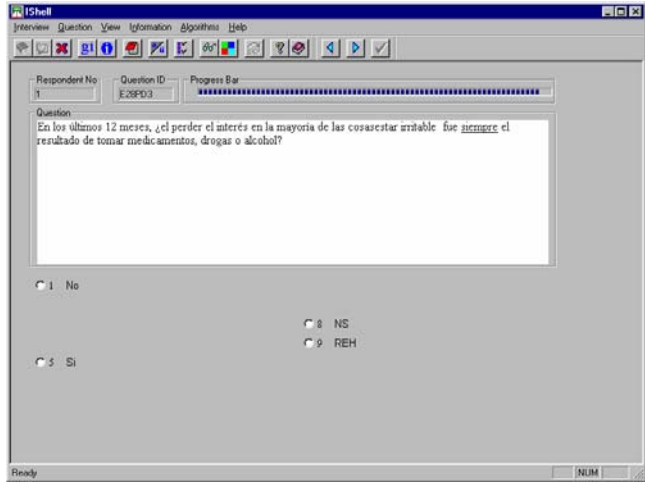 IShell
Interview Question View Information Algorithms Help
Respondent No Question ID Progress Bar
1 E28PD3
Question
En los últimos 12 meses, ¿el perder el interés en la mayoría de las cosasestar irritable fue siempre el
resultado de tomar medicamentos, drogas o alcohol?
1 No
8 NS
9 REH
5 Si
Ready NUM